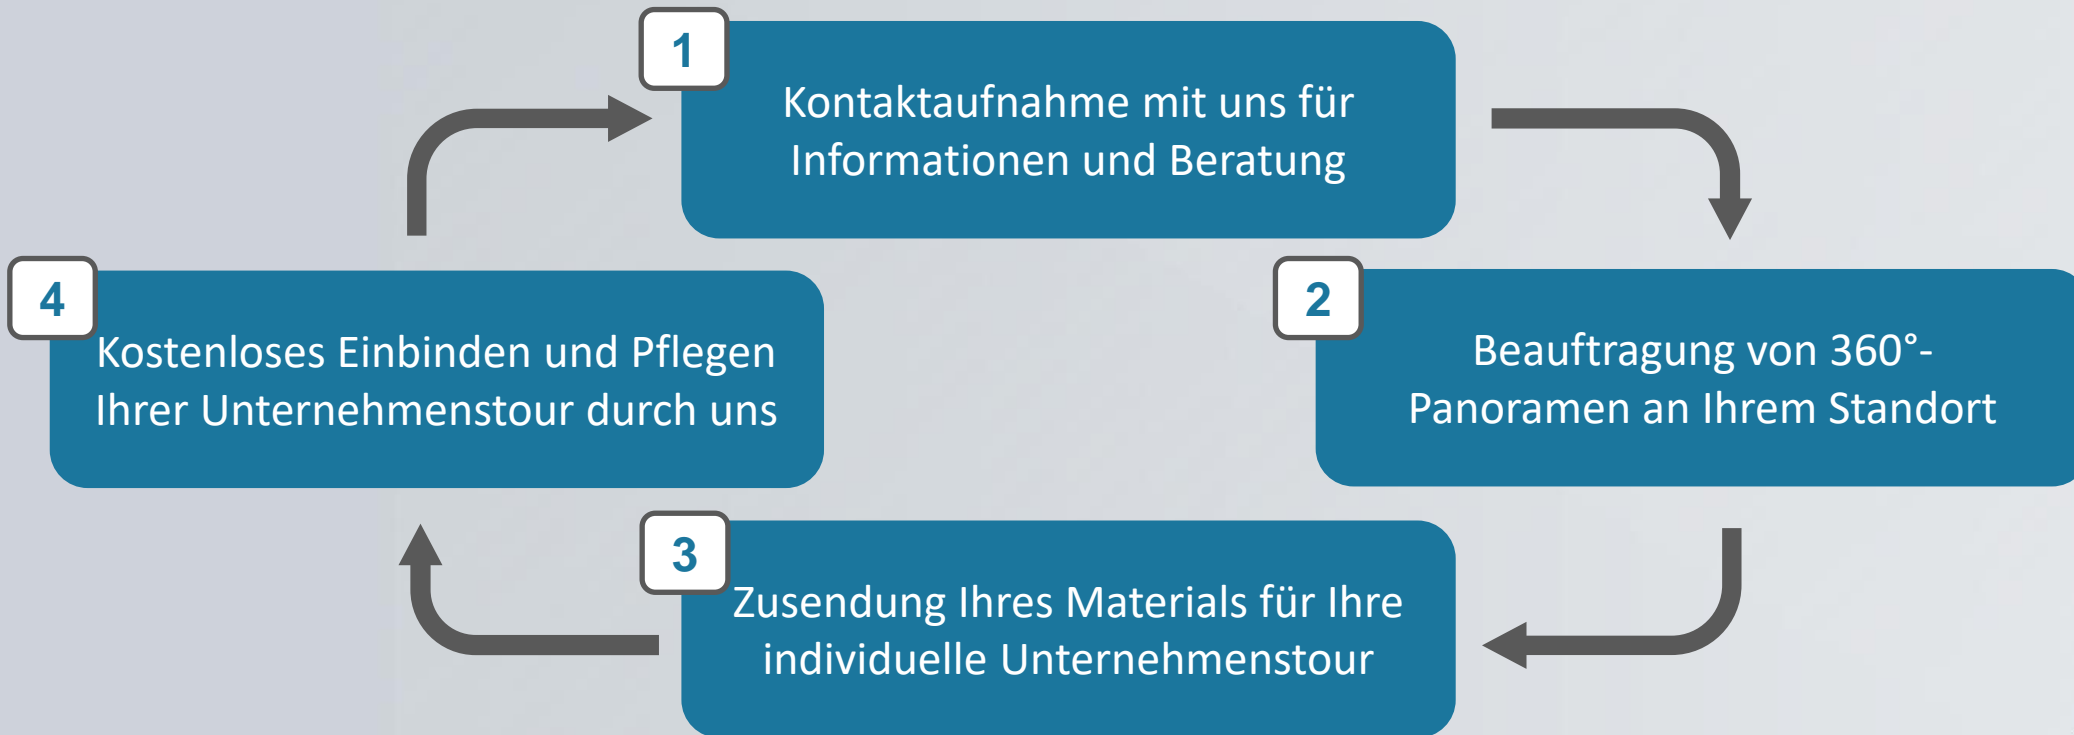 1
Kontaktaufnahme mit uns für
Informationen und Beratung
2
Beauftragung von 360°-
Panoramen an Ihrem Standort
3
Zusendung Ihres Materials für Ihre
individuelle Unternehmenstour
4
Kostenloses Einbinden und Pflegen
Ihrer Unternehmenstour durch uns